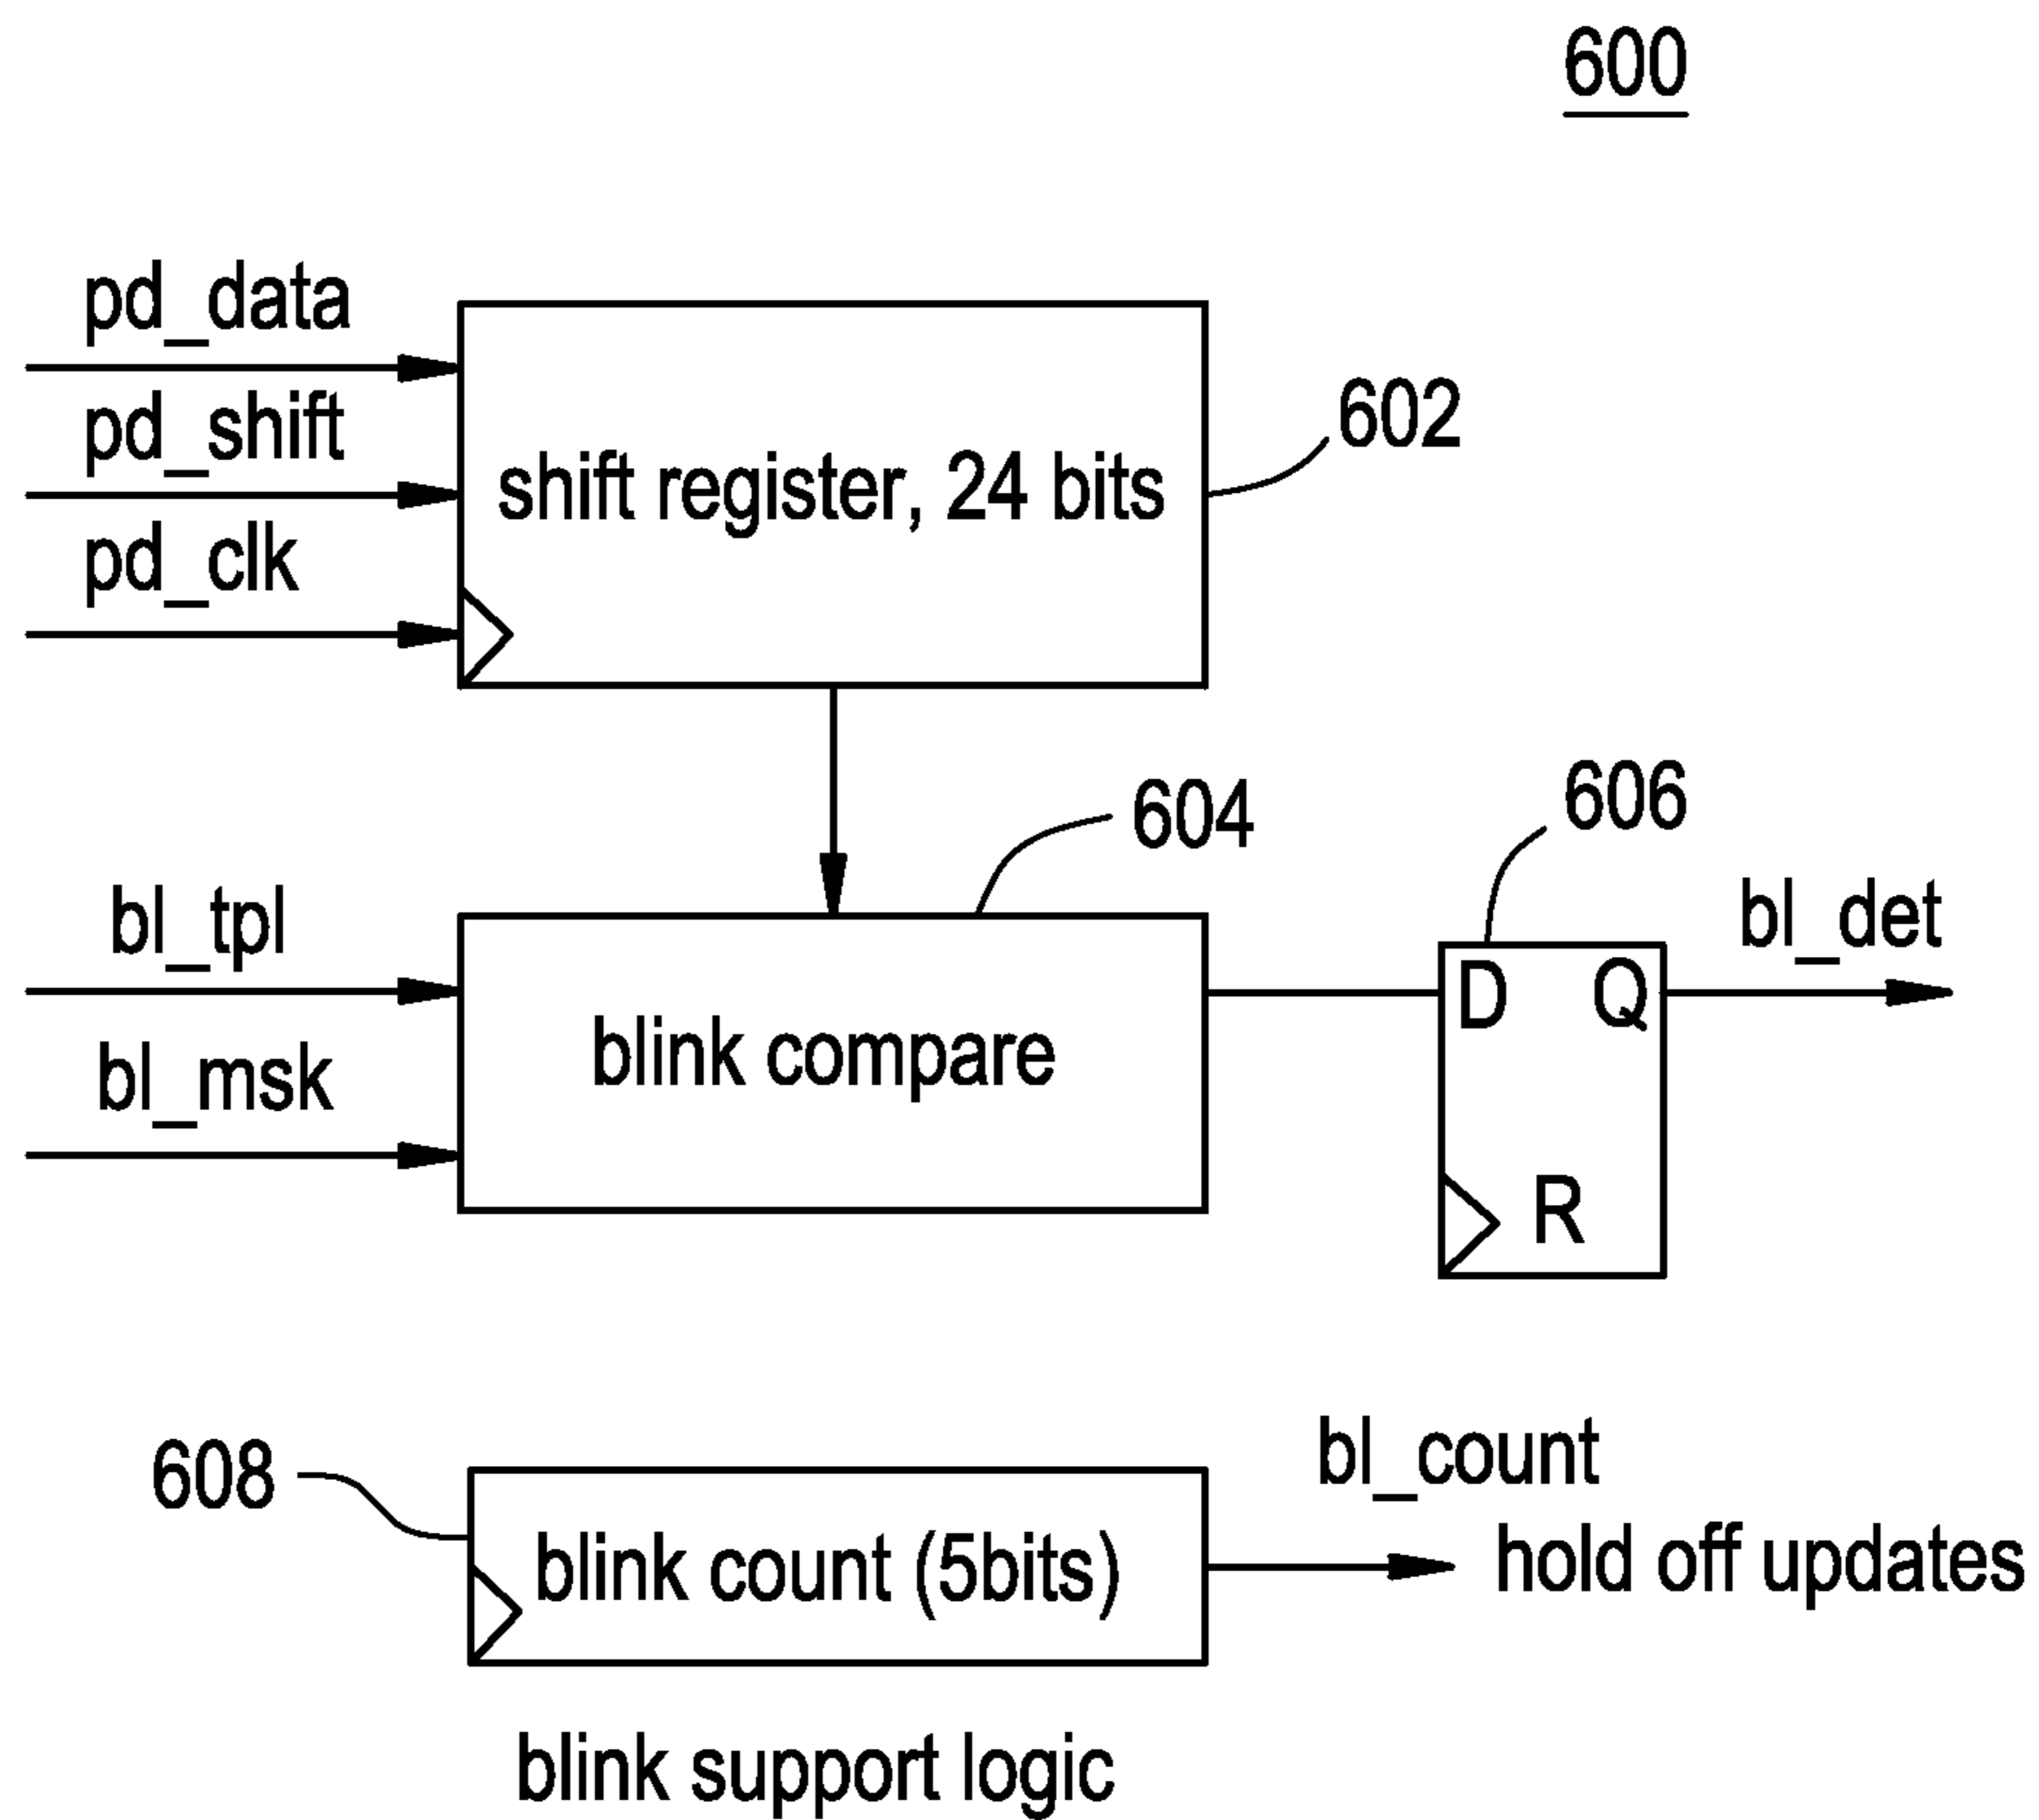 600
pd_data
pd_shift
pd_clk
shift register, 24 bits
602
604
606
bl_tpl
bl_msk
blink compare
D Q
R
bl_det
608
blink count (5bits)
bl_count
hold off updates
blink support logic